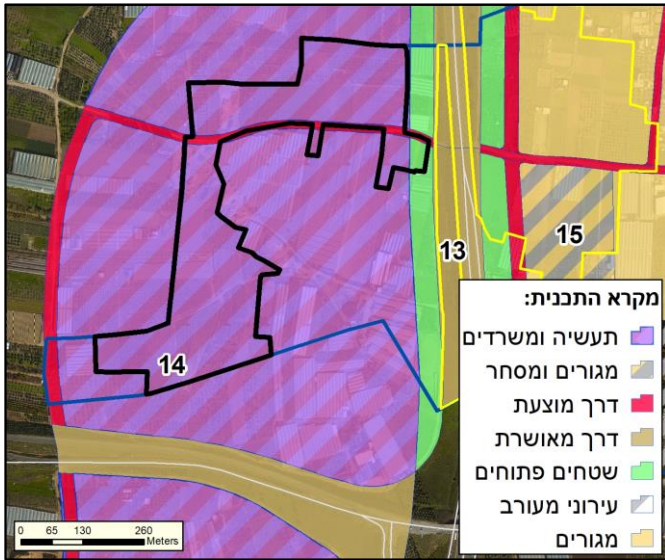 13
15
14
מקרא התכנית:
תעשיה ומשרדים
מגורים ומסחר
דרך מוצעת
דרך מאושרת
שטחים פתוחים
עירוני מעורב
מגורים
0 65 130 260
Meters